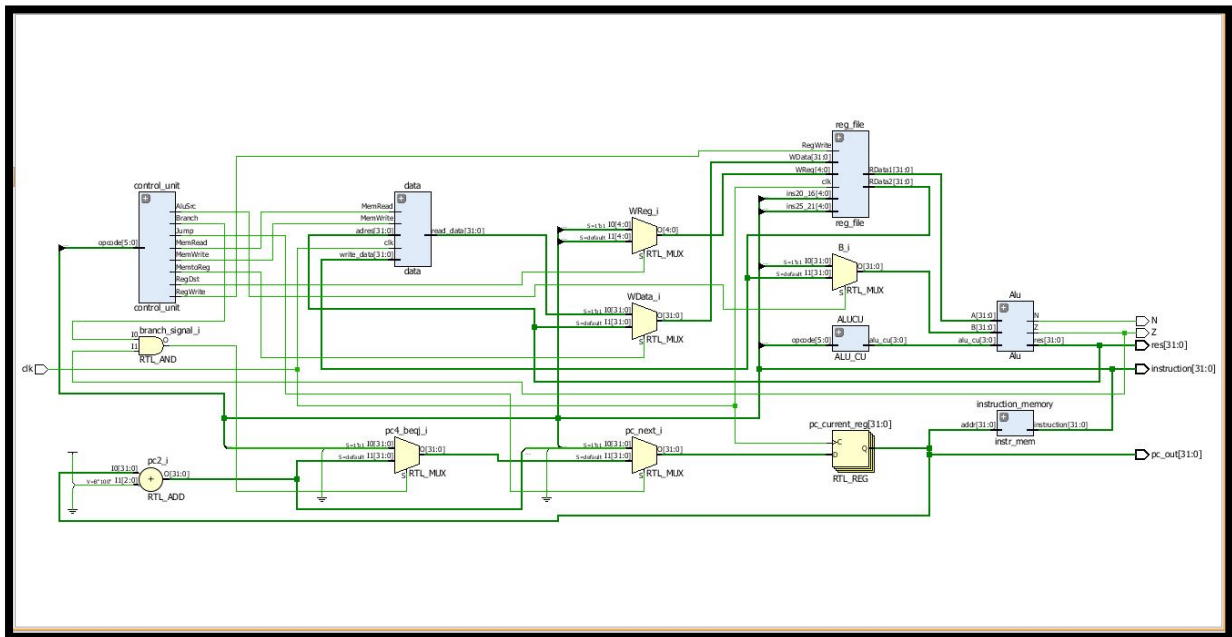 reg_file
RegWrite
WData[31:0]
WReg[4:0]
clk
ins20_16[4:0]
ins25_21[4:0]
RData1[31:0]
RData2[31:0]
reg_file
control_unit
opcode[5:0]
AluSrc
Branch
Jump
MemRead
MemWrite
MemtoReg
RegDst
RegWrite
control_unit
data
MemRead
MemWrite
adres[31:0]
clk
write_data[31:0]
read_data[31:0]
data
WReg_i
S=1'b1 I0[4:0]
S=default I1[4:0]
O[4:0]
S
RTL_MUX
B_i
S=1'b1 I0[31:0]
S=default I1[31:0]
O[31:0]
S
RTL_MUX
WData_i
S=1'b1 I0[31:0]
S=default I1[31:0]
O[31:0]
S
RTL_MUX
Alu
A[31:0]
B[31:0]
alu_cu[3:0]
N
Z
res[31:0]
Alu
ALUCU
opcode[5:0]
alu_cu[3:0]
ALU_CU
N
Z
res[31:0]
instruction[31:0]
branch_signal_i
I0
I1
O
RTL_AND
clk
instruction_memory
addr[31:0]
instruction[31:0]
instr_mem
pc4_beqj_i
S=1'b1 I0[31:0]
S=default I1[31:0]
O[31:0]
S
RTL_MUX
pc_next_i
S=1'b1 I0[31:0]
S=default I1[31:0]
O[31:0]
S
RTL_MUX
pc_current_reg[31:0]
C
D
Q
RTL_REG
pc_out[31:0]
pc2_i
I0[31:0]
V=B"100" I1[2:0]
+
O[31:0]
RTL_ADD